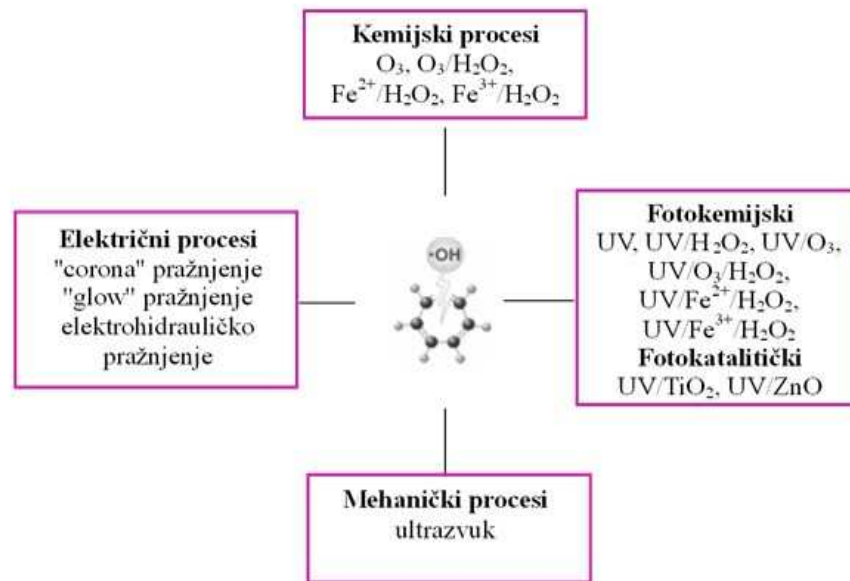 Kemijski procesi
O₃, O₃/H₂O₂,
Fe²⁺/H₂O₂, Fe³⁺/H₂O₂
Električni procesi
"corona" pražnjenje
"glow" pražnjenje
elektrohidrauličko
pražnjenje
·OH
Fotokemijski
UV, UV/H₂O₂, UV/O₃,
UV/O₃/H₂O₂,
UV/Fe²⁺/H₂O₂,
UV/Fe³⁺/H₂O₂
Fotokatalitički
UV/TiO₂, UV/ZnO
Mehanički procesi
ultrazvuk